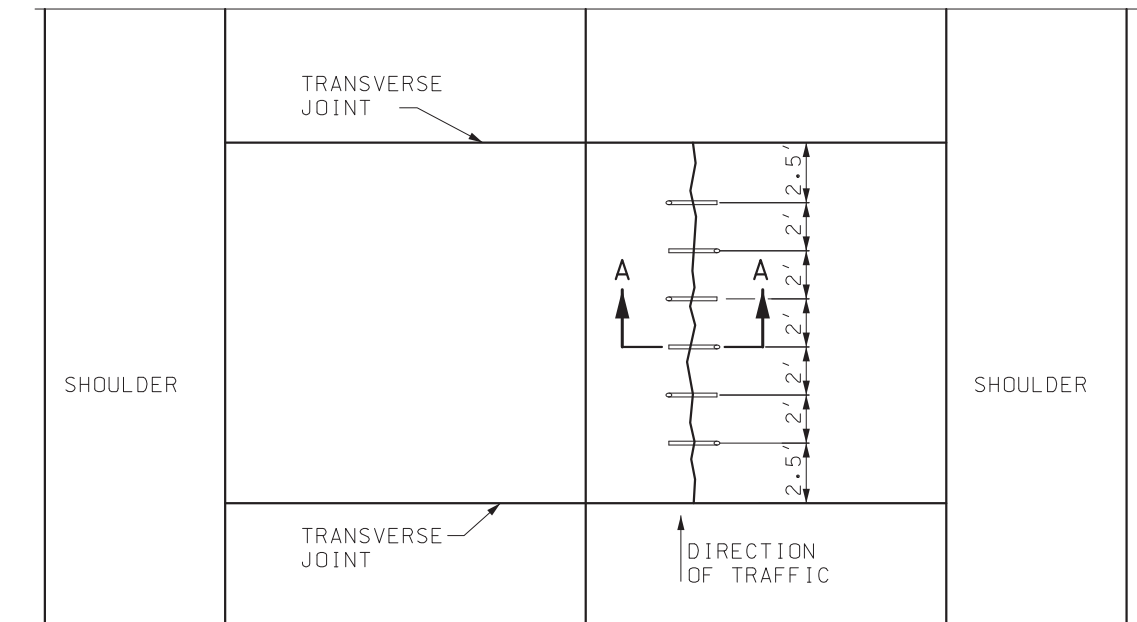 TRANSVERSE
JOINT
2.5'
2'
2'
A
A
2'
2'
2'
2.5'
SHOULDER
SHOULDER
TRANSVERSE
JOINT
DIRECTION
OF TRAFFIC